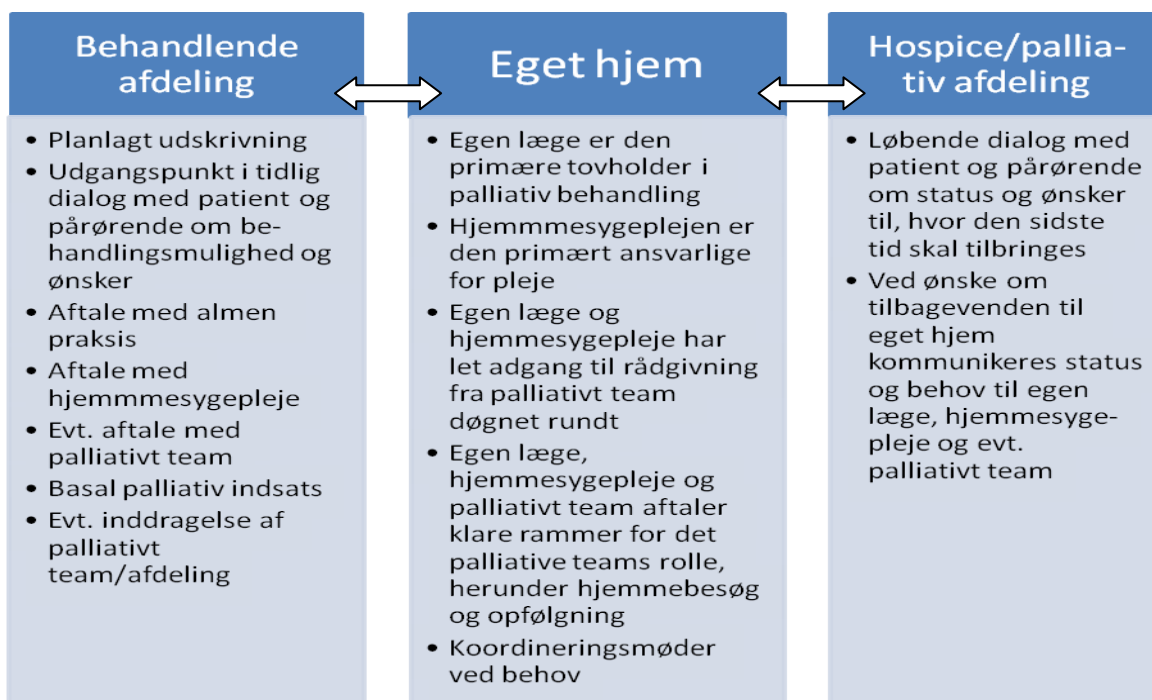 Behandlende
afdeling
• Planlagt udskrivning
• Udgangspunkt i tidlig
dialog med patient og
pårørende om be-
handlingsmulighed og
ønsker
• Aftale med almen
praksis
• Aftale med
hjemmmesygepleje
• Evt. aftale med
palliativt team
• Basal palliativ indsats
• Evt. inddragelse af
palliativt
team/afdeling
Eget hjem
• Egen læge er den
primære tovholder i
palliativ behandling
• Hjemmmesygeplejen er
den primært ansvarlige
for pleje
• Egen læge og
hjemmesygepleje har
let adgang til rådgivning
fra palliativt team
døgnet rundt
• Egen læge,
hjemmesygepleje og
palliativt team aftaler
klare rammer for det
palliative teams rolle,
herunder hjemmebesøg
og opfølgning
• Koordineringsmøder
ved behov
Hospice/pallia-
tiv afdeling
• Løbende dialog med
patient og pårørende
om status og ønsker
til, hvor den sidste
tid skal tilbringes
• Ved ønske om
tilbagevenden til
eget hjem
kommunikeres status
og behov til egen
læge, hjemmesyge-
pleje og evt.
palliativt team